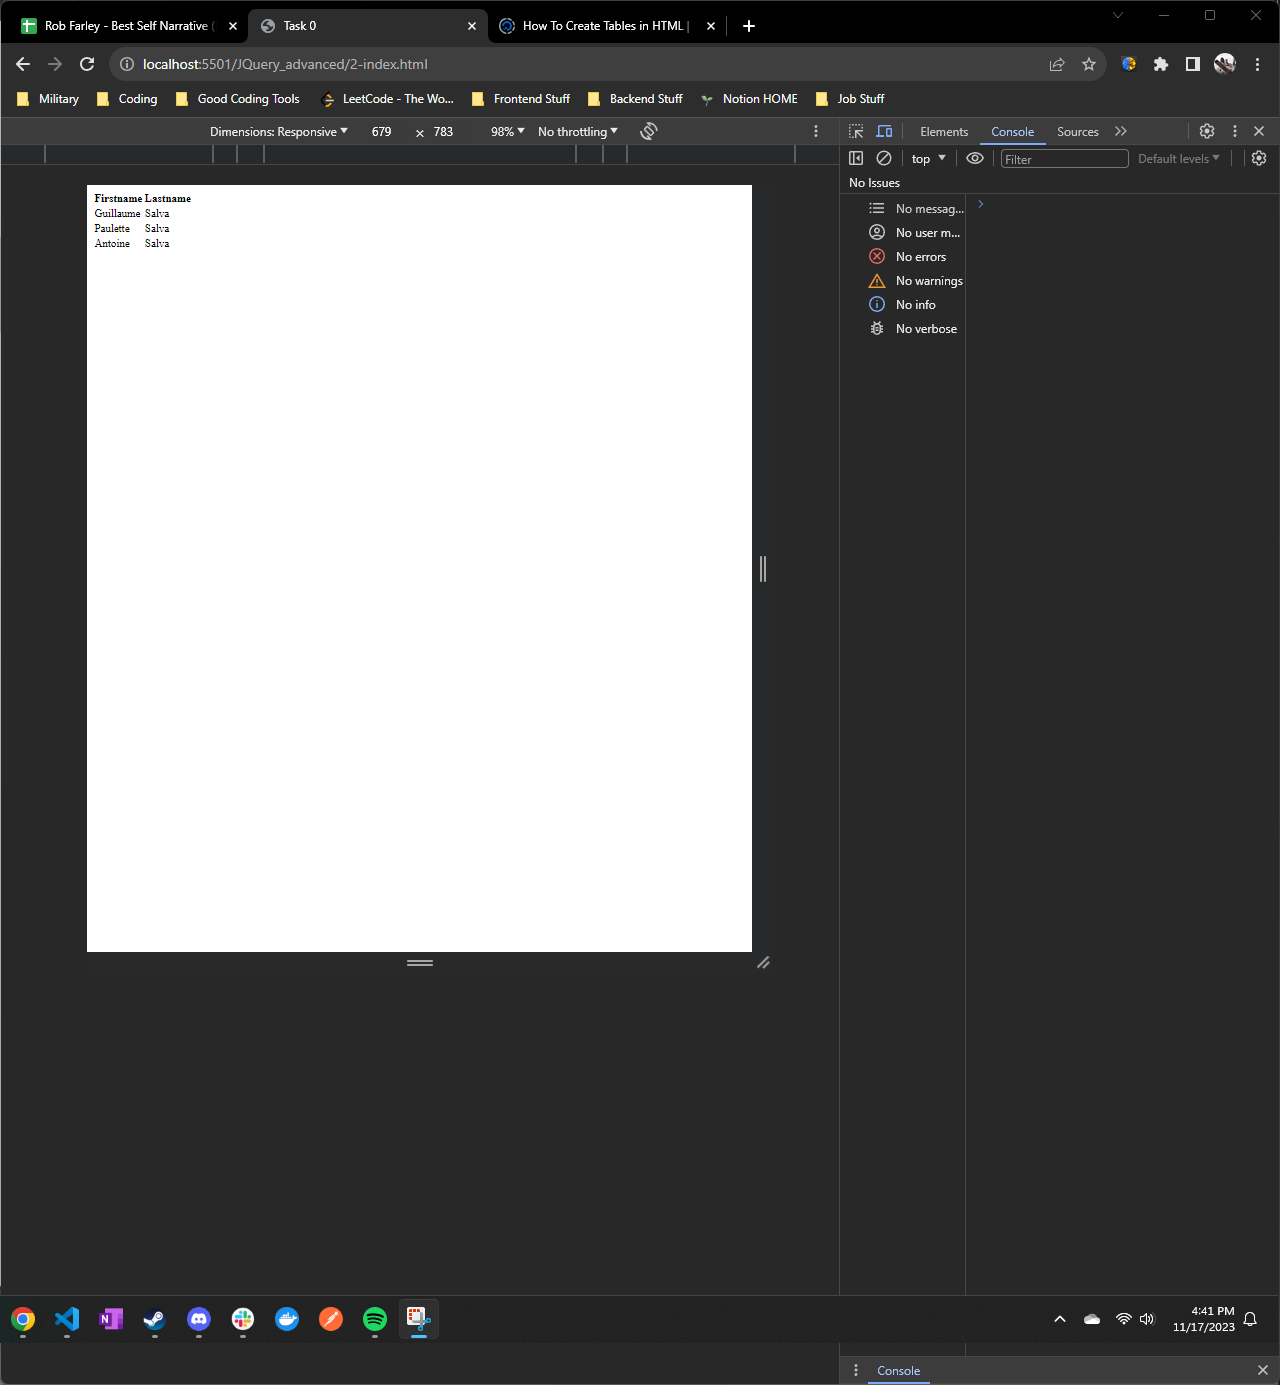 Rob Farley - Best Self Narrative (
Task 0
How To Create Tables in HTML |
localhost:5501/JQuery_advanced/2-index.html
Military
Coding
Good Coding Tools
LeetCode - The Wo...
Frontend Stuff
Backend Stuff
Notion HOME
Job Stuff
Dimensions: Responsive
679
×
783
98%
No throttling
Elements
Console
Sources
top
Filter
Default levels
No Issues
No messag...
No user m...
No errors
No warnings
No info
No verbose
Firstname Lastname
Guillaume Salva
Paulette Salva
Antoine Salva
4:41 PM
11/17/2023
Console